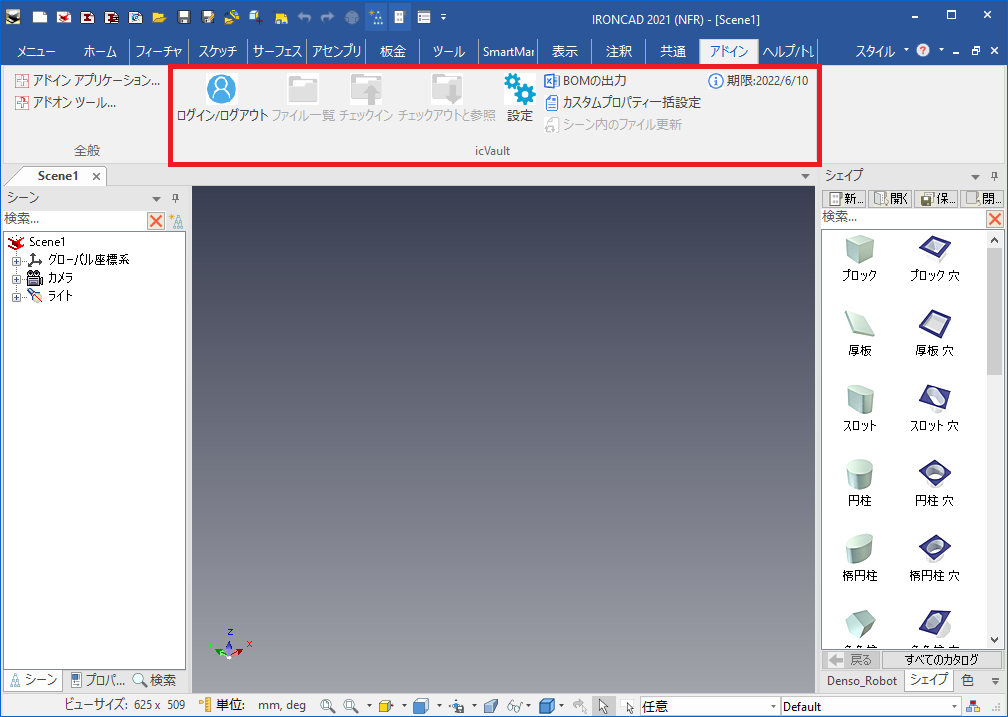 IRONCAD 2021 (NFR) - [Scene1]
メニュー ホーム フィーチャ スケッチ サーフェス アセンブリ 板金 ツール SmartMar 表示 注釈 共通 アドイン ヘルプ/トレ スタイル
アドイン アプリケーション...
アドオン ツール...
全般
ログイン/ログアウト ファイル一覧 チェックイン チェックアウトと参照 設定
BOMの出力
カスタムプロパティー括設定
シーン内のファイル更新
期限:2022/6/10
icVault
Scene1
シーン
検索...
Scene1
グローバル座標系
カメラ
ライト
シーン プロパ... 検索
シェイプ
新... 開く 保... 閉...
検索...
ブロック ブロック 穴
厚板 厚板 穴
スロット スロット 穴
円柱 円柱 穴
楕円柱 楕円柱 穴
戻る すべてのカタログ
Denso_Robot シェイプ 色
Z
X
ビューサイズ: 625 x 509 単位: mm, deg 任意 Default